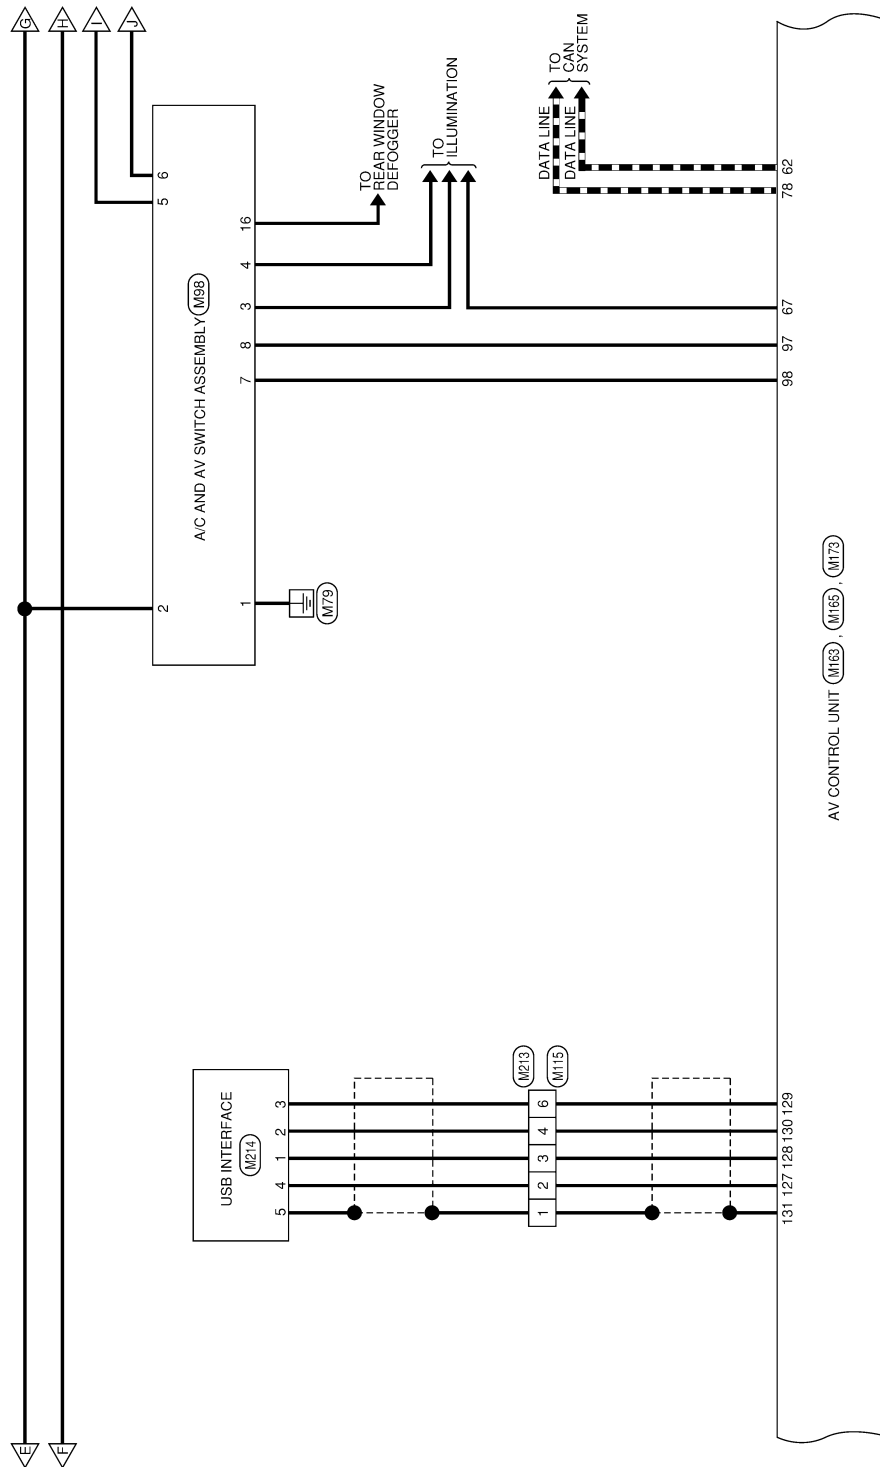 E
F
G
H
I
J
5
6
2
A/C AND AV SWITCH ASSEMBLY M98
1
7
8
3
4
16
M79
TO
REAR WINDOW
DEFOGGER
TO
ILLUMINATION
DATA LINE
DATA LINE
TO
CAN
SYSTEM
USB INTERFACE
M214
5
4
1
2
3
M213
1
2
3
4
6
M115
131
127
128
130
129
98
97
67
78
62
AV CONTROL UNIT M163 , M165 , M173